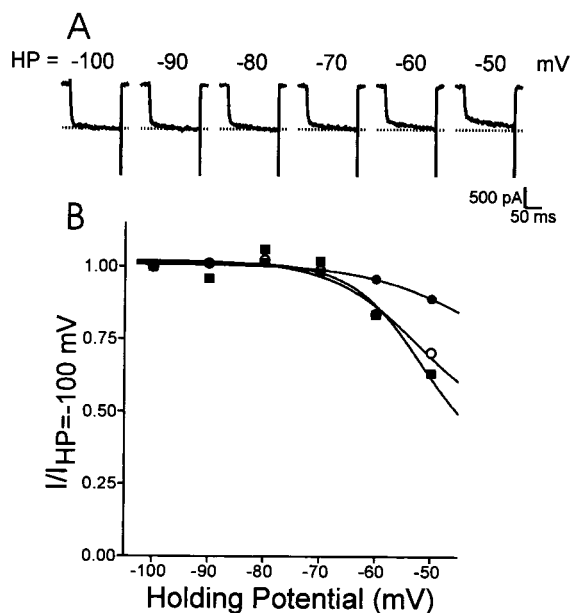 A
HP = -100 -90 -80 -70 -60 -50 mV
500 pA
50 ms
B
I/I HP=-100 mV
1.00
0.75
0.50
0.25
0.00
-100 -90 -80 -70 -60 -50
Holding Potential (mV)